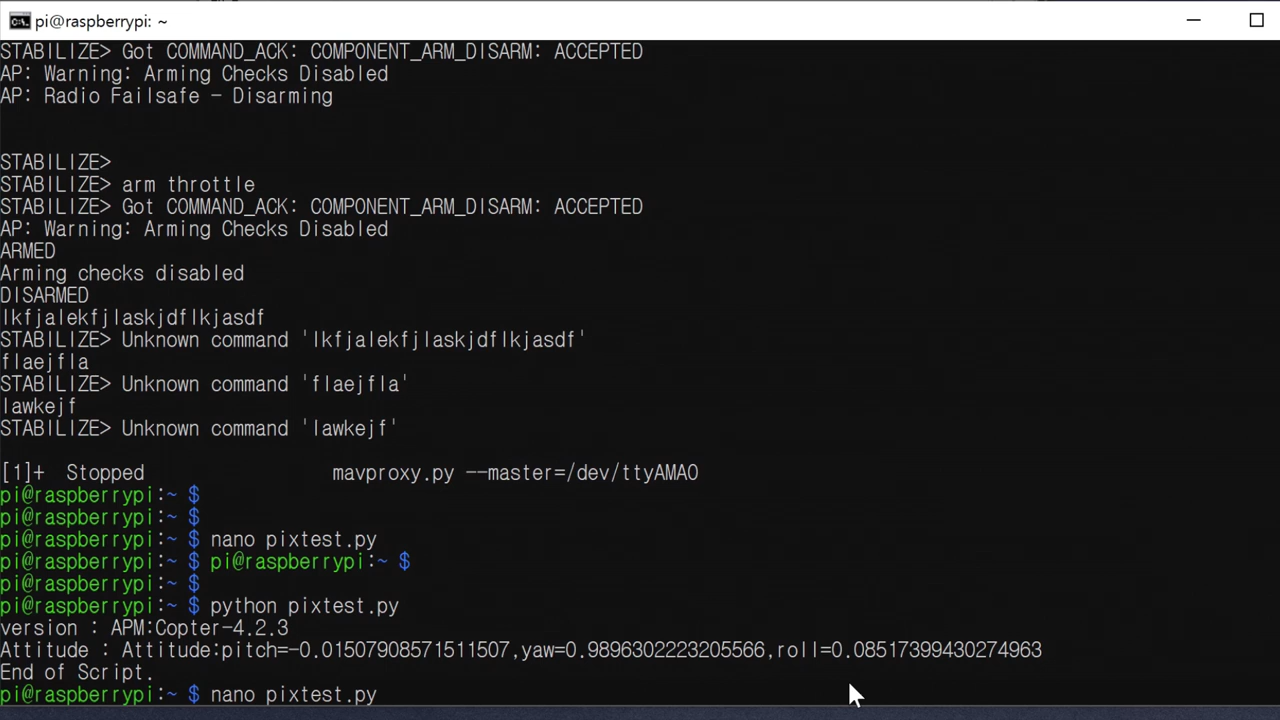 pi@raspberrypi: ~
STABILIZE> Got COMMAND_ACK: COMPONENT_ARM_DISARM: ACCEPTED
AP: Warning: Arming Checks Disabled
AP: Radio Failsafe - Disarming
STABILIZE>
STABILIZE> arm throttle
STABILIZE> Got COMMAND_ACK: COMPONENT_ARM_DISARM: ACCEPTED
AP: Warning: Arming Checks Disabled
ARMED
Arming checks disabled
DISARMED
lkfjalekfjlaskjdflkjasdf
STABILIZE> Unknown command 'lkfjalekfjlaskjdflkjasdf'
flaejfla
STABILIZE> Unknown command 'flaejfla'
lawkejf
STABILIZE> Unknown command 'lawkejf'
[1]+  Stopped                 mavproxy.py --master=/dev/ttyAMA0
pi@raspberrypi:~ $
pi@raspberrypi:~ $
pi@raspberrypi:~ $ nano pixtest.py
pi@raspberrypi:~ $ pi@raspberrypi:~ $
pi@raspberrypi:~ $
pi@raspberrypi:~ $ python pixtest.py
version : APM:Copter-4.2.3
Attitude : Attitude:pitch=-0.01507908571511507,yaw=0.9896302223205566,roll=0.08517399430274963
End of Script.
pi@raspberrypi:~ $ nano pixtest.py